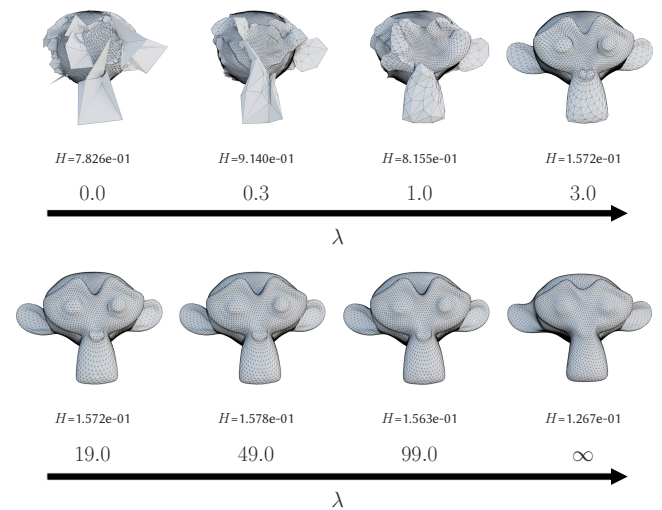 H=7.826e-01 H=9.140e-01 H=8.155e-01 H=1.572e-01
0.0 0.3 1.0 3.0
λ
H=1.572e-01 H=1.578e-01 H=1.563e-01 H=1.267e-01
19.0 49.0 99.0 ∞
λ